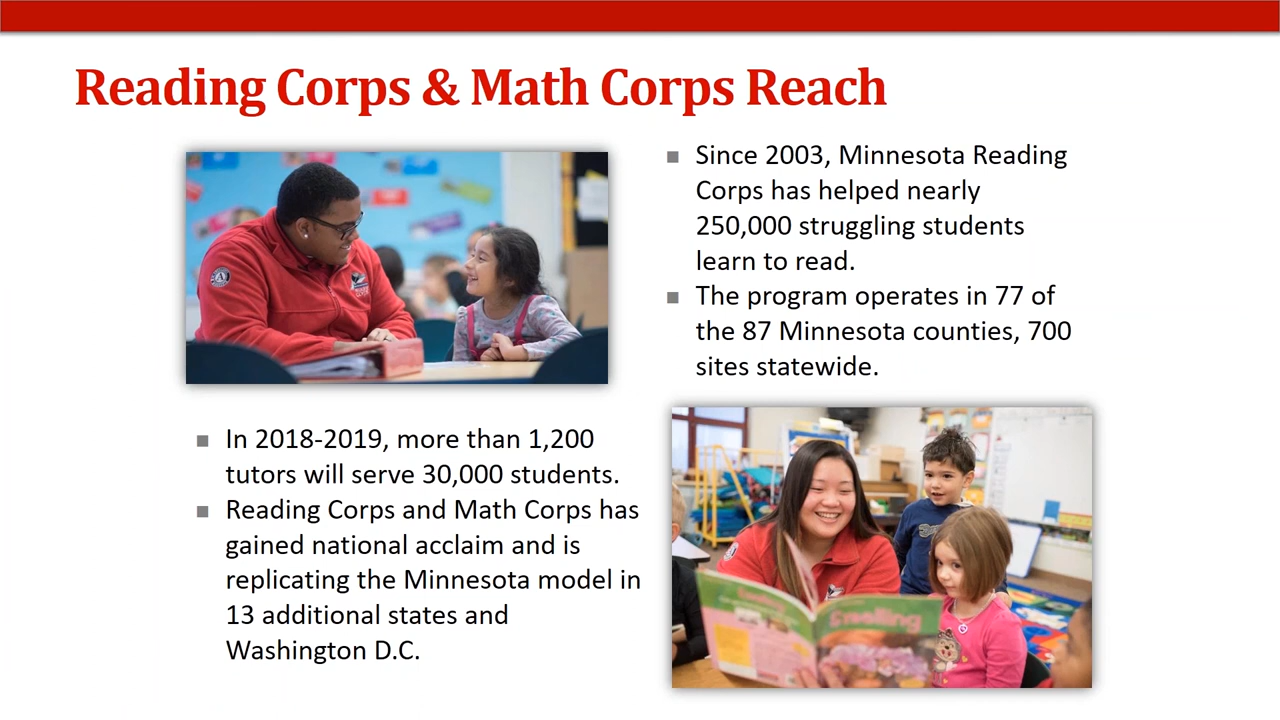 Reading Corps & Math Corps Reach
■ Since 2003, Minnesota Reading
Corps has helped nearly
250,000 struggling students
learn to read.
■ The program operates in 77 of
the 87 Minnesota counties, 700
sites statewide.
■ In 2018-2019, more than 1,200
tutors will serve 30,000 students.
■ Reading Corps and Math Corps has
gained national acclaim and is
replicating the Minnesota model in
13 additional states and
Washington D.C.